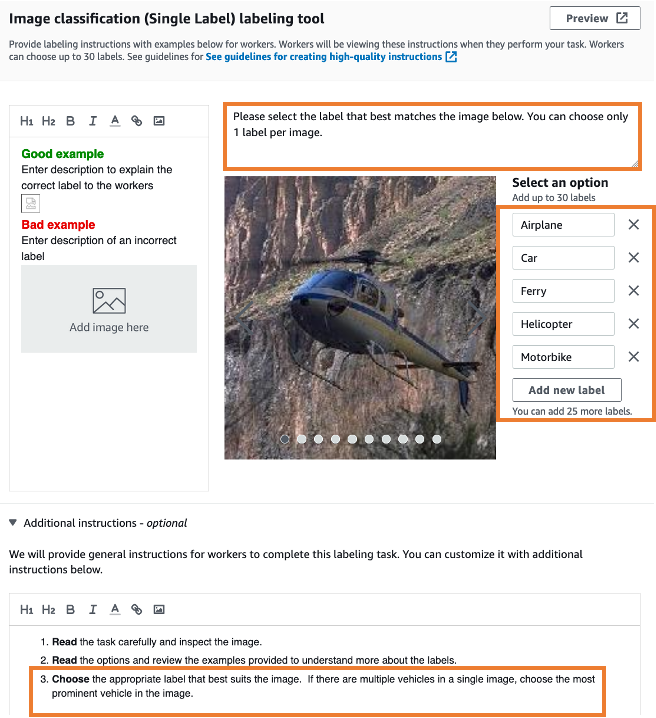 Image classification (Single Label) labeling tool
Preview
Provide labeling instructions with examples below for workers. Workers will be viewing these instructions when they perform your task. Workers
can choose up to 30 labels. See guidelines for See guidelines for creating high-quality instructions
H1 H2 B I A
Good example
Enter description to explain the
correct label to the workers
Bad example
Enter description of an incorrect
label
Add image here
Please select the label that best matches the image below. You can choose only
1 label per image.
Select an option
Add up to 30 labels
Airplane
Car
Ferry
Helicopter
Motorbike
Add new label
You can add 25 more labels.
Additional instructions - optional
We will provide general instructions for workers to complete this labeling task. You can customize it with additional
instructions below.
H1 H2 B I A
1. Read the task carefully and inspect the image.
2. Read the options and review the examples provided to understand more about the labels.
3. Choose the appropriate label that best suits the image. If there are multiple vehicles in a single image, choose the most
prominent vehicle in the image.